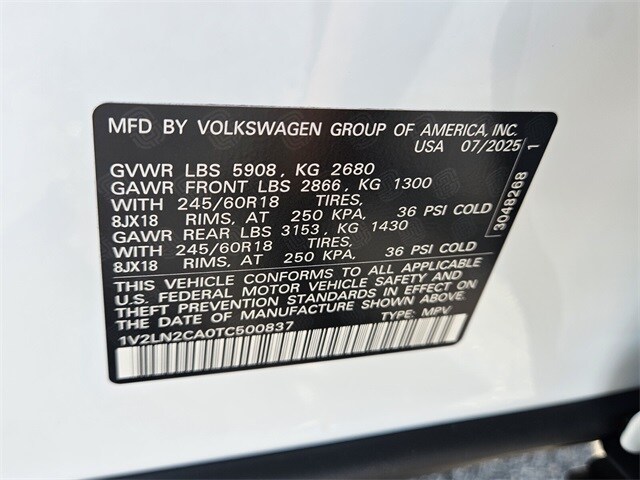 MFD BY VOLKSWAGEN GROUP OF AMERICA, INC.
USA 07/2025
GVWR LBS 5908, KG 2680
GAWR FRONT LBS 2866, KG 1300
WITH 245/60R18 TIRES,
8JX18 RIMS, AT 250 KPA, 36 PSI COLD
GAWR REAR LBS 3153, KG 1430
WITH 245/60R18 TIRES,
8JX18 RIMS, AT 250 KPA, 36 PSI COLD
THIS VEHICLE CONFORMS TO ALL APPLICABLE
U.S. FEDERAL MOTOR VEHICLE SAFETY AND
THEFT PREVENTION STANDARDS IN EFFECT ON
THE DATE OF MANUFACTURE SHOWN ABOVE.
1V2LN2CA0TC500837 TYPE: MPV
3048268 1